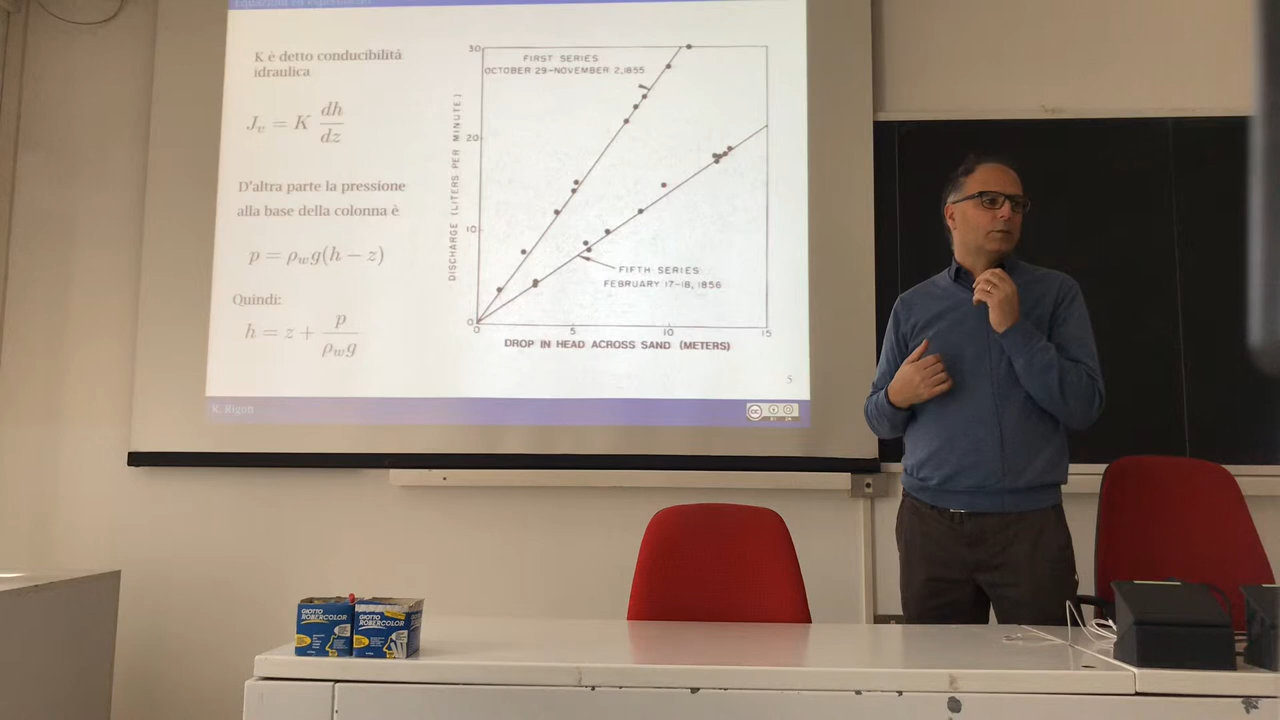 K è detto conducibilità
idraulica
J_v = K dh/dz
D'altra parte la pressione
alla base della colonna è
p = ρ_w g(h − z)
Quindi:
h = z + p/(ρ_w g)
30
FIRST SERIES
OCTOBER 29-NOVEMBER 2, 1855
20
10
0
DISCHARGE (LITERS PER MINUTE)
FIFTH SERIES
FEBRUARY 17-18, 1856
0 5 10 15
DROP IN HEAD ACROSS SAND (METERS)
5
R. Rigon
cc
GIOTTO
ROBERCOLOR
GIOTTO
ROBERCOLOR